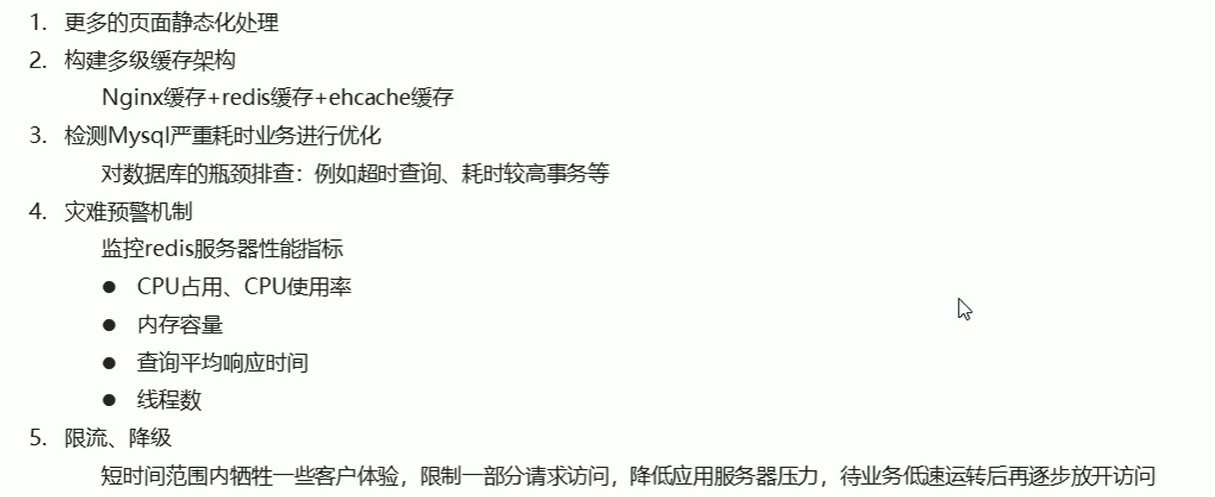 1. 更多的页面静态化处理
2. 构建多级缓存架构
Nginx缓存+redis缓存+ehcache缓存
3. 检测Mysql严重耗时业务进行优化
对数据库的瓶颈排查：例如超时查询、耗时较高事务等
4. 灾难预警机制
监控redis服务器性能指标
● CPU占用、CPU使用率
● 内存容量
● 查询平均响应时间
● 线程数
5. 限流、降级
短时间范围内牺牲一些客户体验，限制一部分请求访问，降低应用服务器压力，待业务低速运转后再逐步放开访问